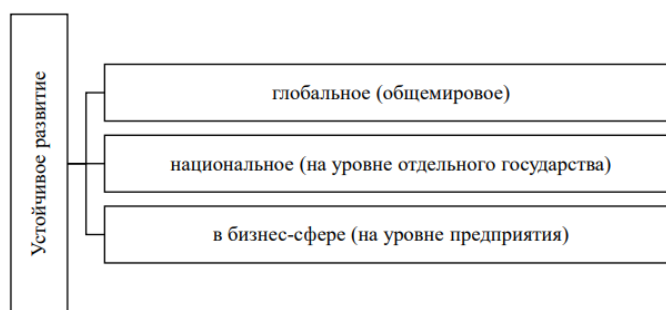 Устойчивое развитие
глобальное (общемировое)
национальное (на уровне отдельного государства)
в бизнес-сфере (на уровне предприятия)